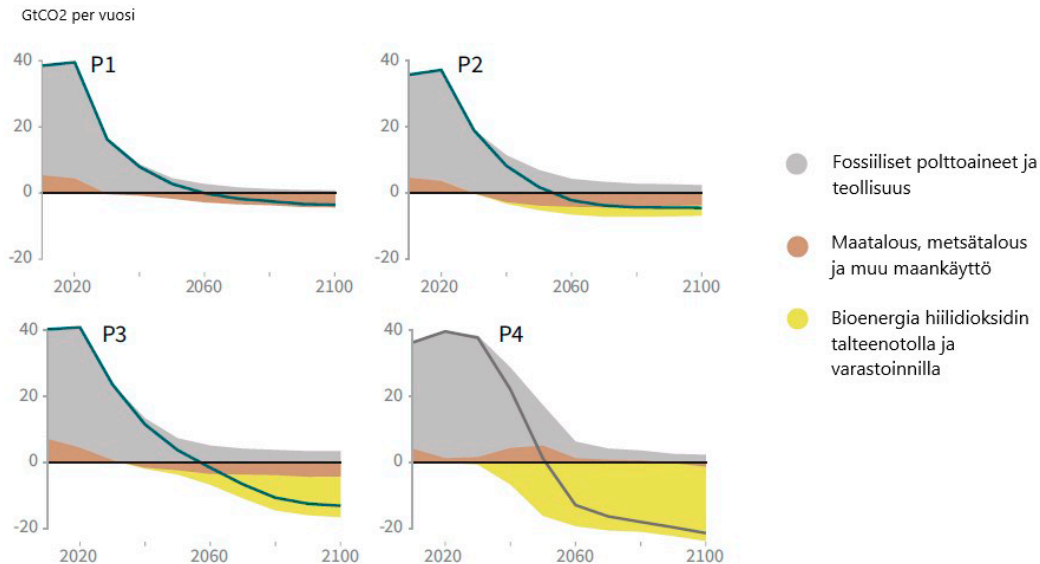 GtCO2 per vuosi
40
P1
20
0
-20
2020
2060
2100
40
P2
20
0
-20
2020
2060
2100
Fossiiliset polttoaineet ja
teollisuus
Maatalous, metsätalous
ja muu maankäyttö
Bioenergia hiilidioksidin
talteenotolla ja
varastoinnilla
40
P3
20
0
-20
2020
2060
2100
40
P4
20
0
-20
2020
2060
2100